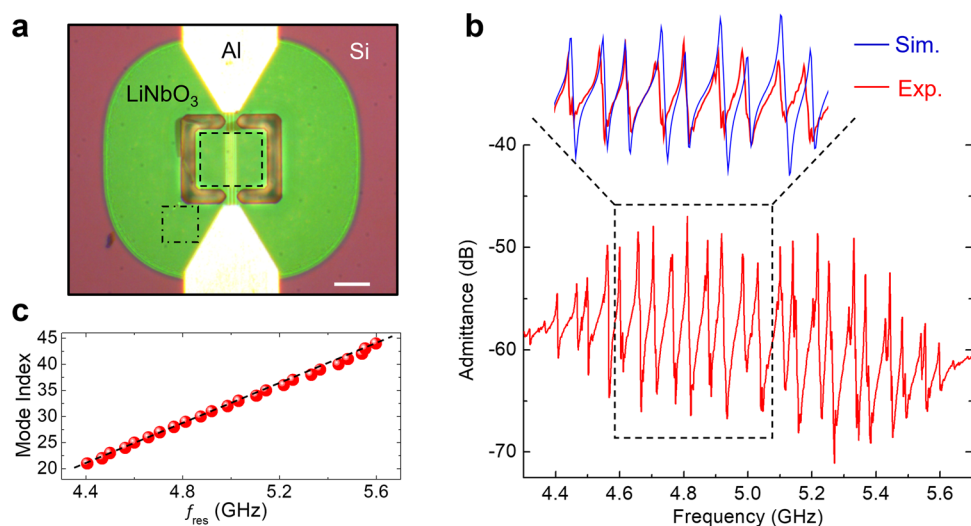 a
Al
Si
LiNbO3
b
Sim.
Exp.
-40
-50
-60
-70
Admittance (dB)
4.4 4.6 4.8 5.0 5.2 5.4 5.6
Frequency (GHz)
c
45
40
35
30
25
20
Mode Index
4.4 4.8 5.2 5.6
fres (GHz)